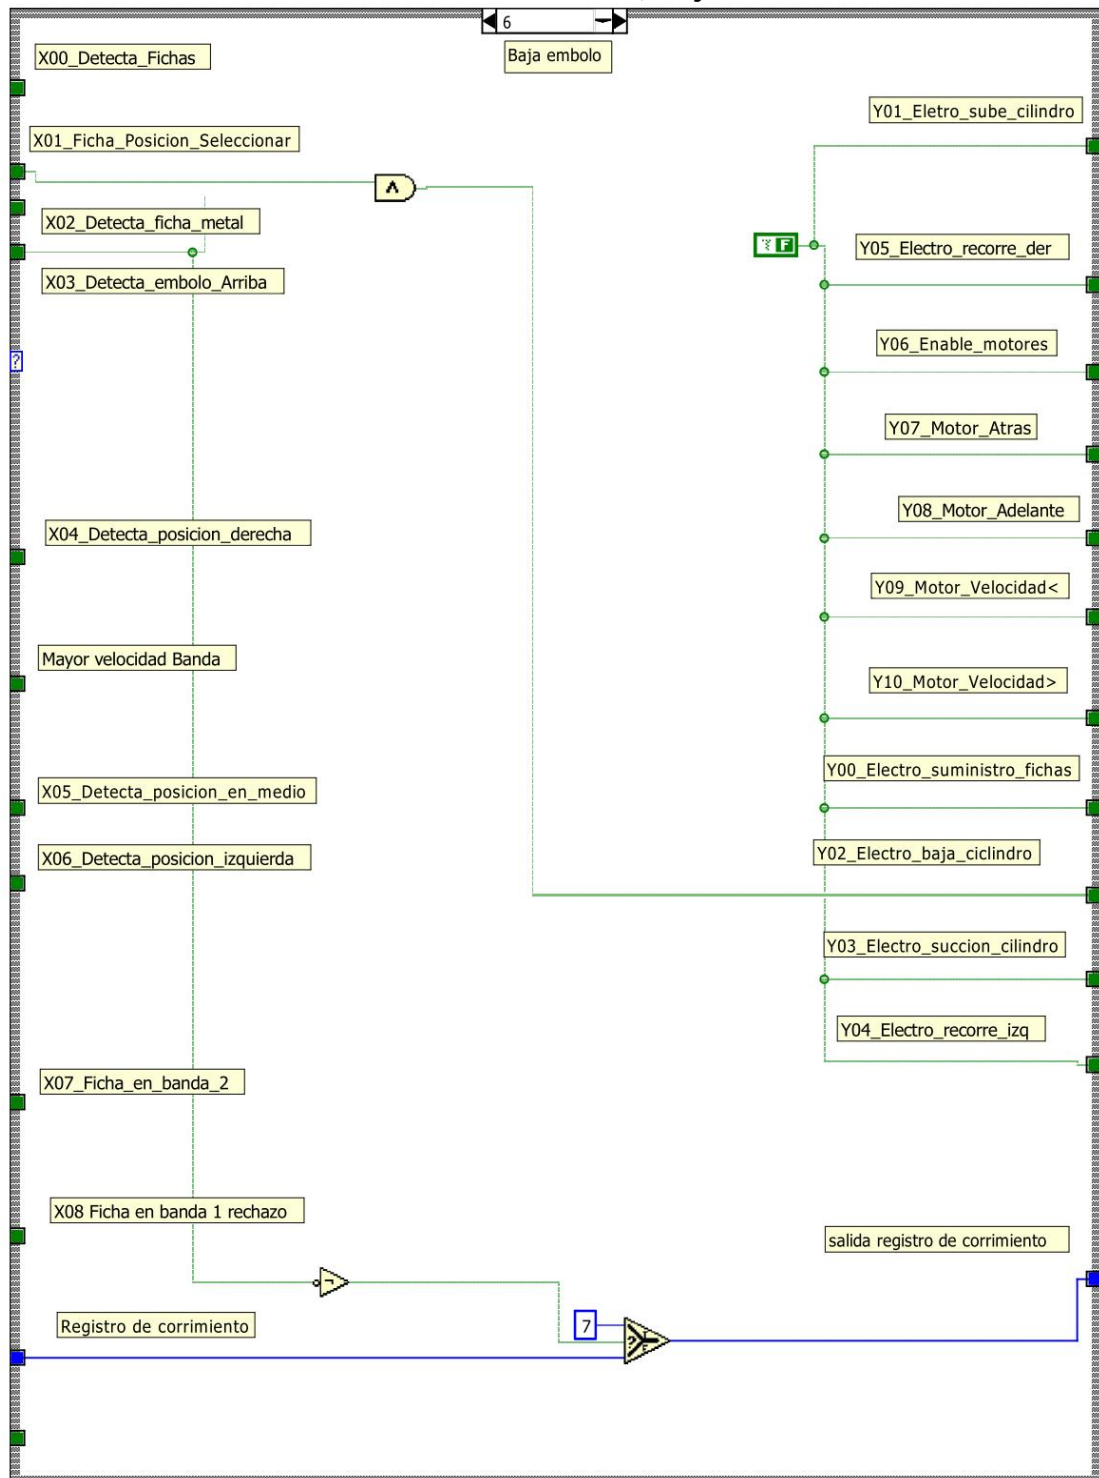 6
Baja embolo
X00_Detecta_Fichas
Y01_Eletro_sube_cilindro
X01_Ficha_Posicion_Seleccionar
X02_Detecta_ficha_metal
F
Y05_Electro_recorre_der
X03_Detecta_embolo_Arriba
Y06_Enable_motores
?
Y07_Motor_Atras
Y08_Motor_Adelante
X04_Detecta_posicion_derecha
Y09_Motor_Velocidad<
Mayor velocidad Banda
Y10_Motor_Velocidad>
Y00_Electro_suministro_fichas
X05_Detecta_posicion_en_medio
Y02_Electro_baja_ciclindro
X06_Detecta_posicion_izquierda
Y03_Electro_succion_cilindro
Y04_Electro_recorre_izq
X07_Ficha_en_banda_2
X08 Ficha en banda 1 rechazo
salida registro de corrimiento
Registro de corrimiento
7
?